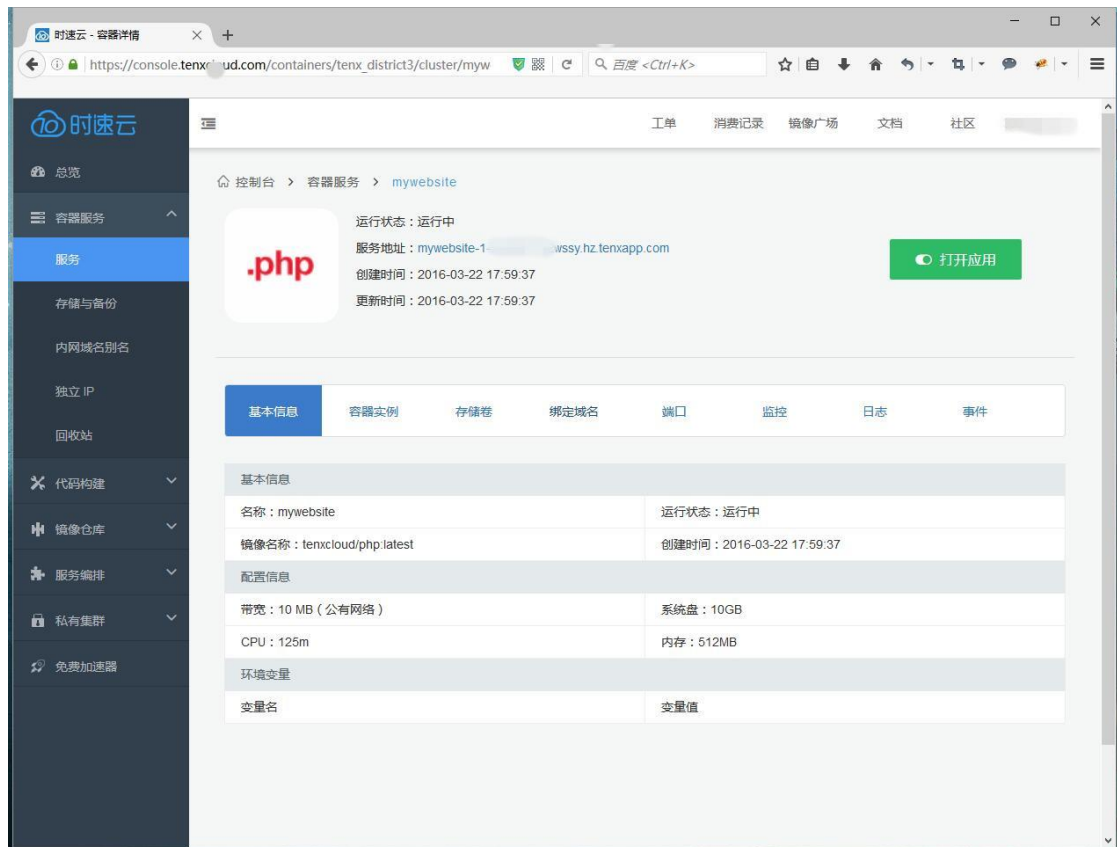 时速云 - 容器详情
https://console.tenxc ud.com/containers/tenx_district3/cluster/myw
百度 <Ctrl+K>
时速云
工单 消费记录 镜像广场 文档 社区
总览
容器服务
服务
存储与备份
内网域名别名
独立 IP
回收站
代码构建
镜像仓库
服务编排
私有集群
免费加速器
控制台 > 容器服务 > mywebsite
.php
运行状态：运行中
服务地址：mywebsite-1 wssy.hz.tenxapp.com
创建时间：2016-03-22 17:59:37
更新时间：2016-03-22 17:59:37
打开应用
基本信息 容器实例 存储卷 绑定域名 端口 监控 日志 事件
基本信息
名称：mywebsite 运行状态：运行中
镜像名称：tenxcloud/php:latest 创建时间：2016-03-22 17:59:37
配置信息
带宽：10 MB ( 公有网络 ) 系统盘：10GB
CPU：125m 内存：512MB
环境变量
变量名 变量值